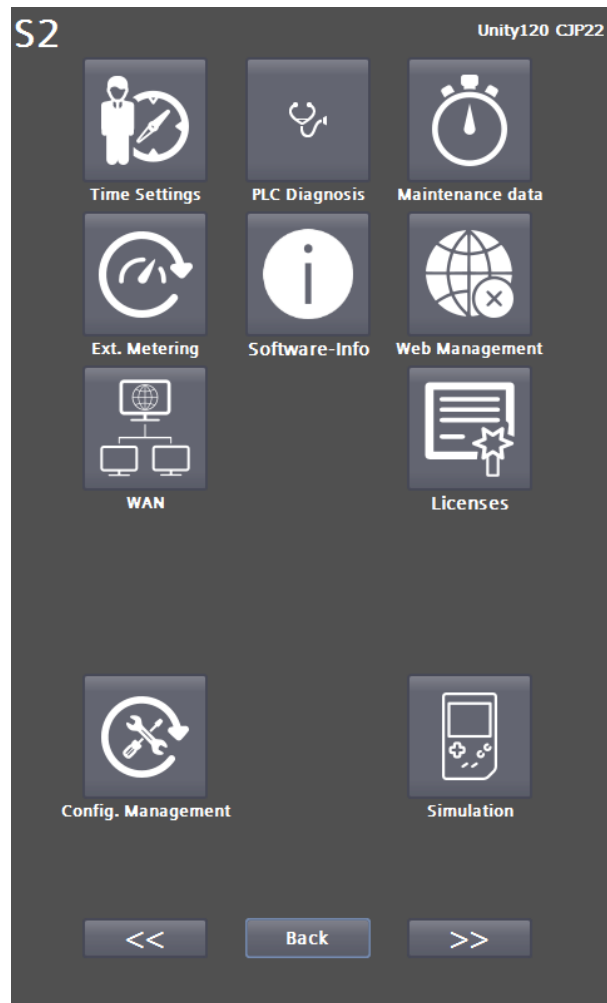 S2
Unity120 CJP22
Time Settings
PLC Diagnosis
Maintenance data
Ext. Metering
Software-Info
Web Management
WAN
Licenses
Config. Management
Simulation
<<
Back
>>